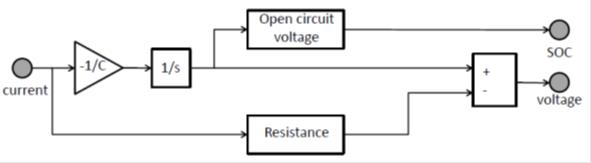 Open circuit
voltage
SOC
-1/C
1/s
+
-
current
voltage
Resistance